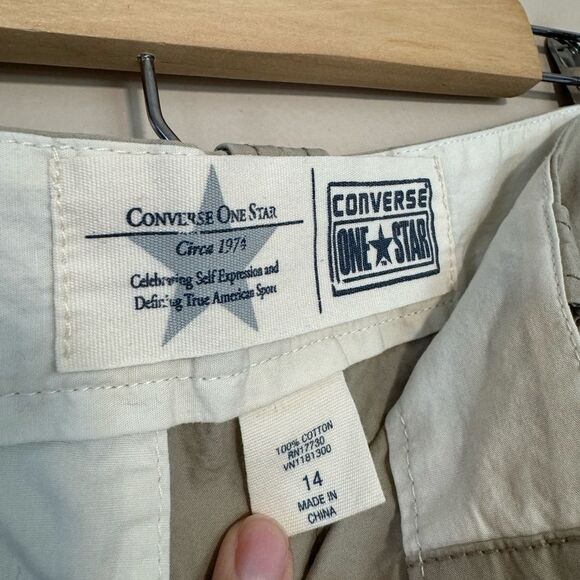 CONVERSE ONE STAR
Circa 1974
Celebrating Self Expression and
Defining True American Sport
CONVERSE
ONE STAR
TM
100% COTTON
RN17730
VN1181300
14
MADE IN
CHINA